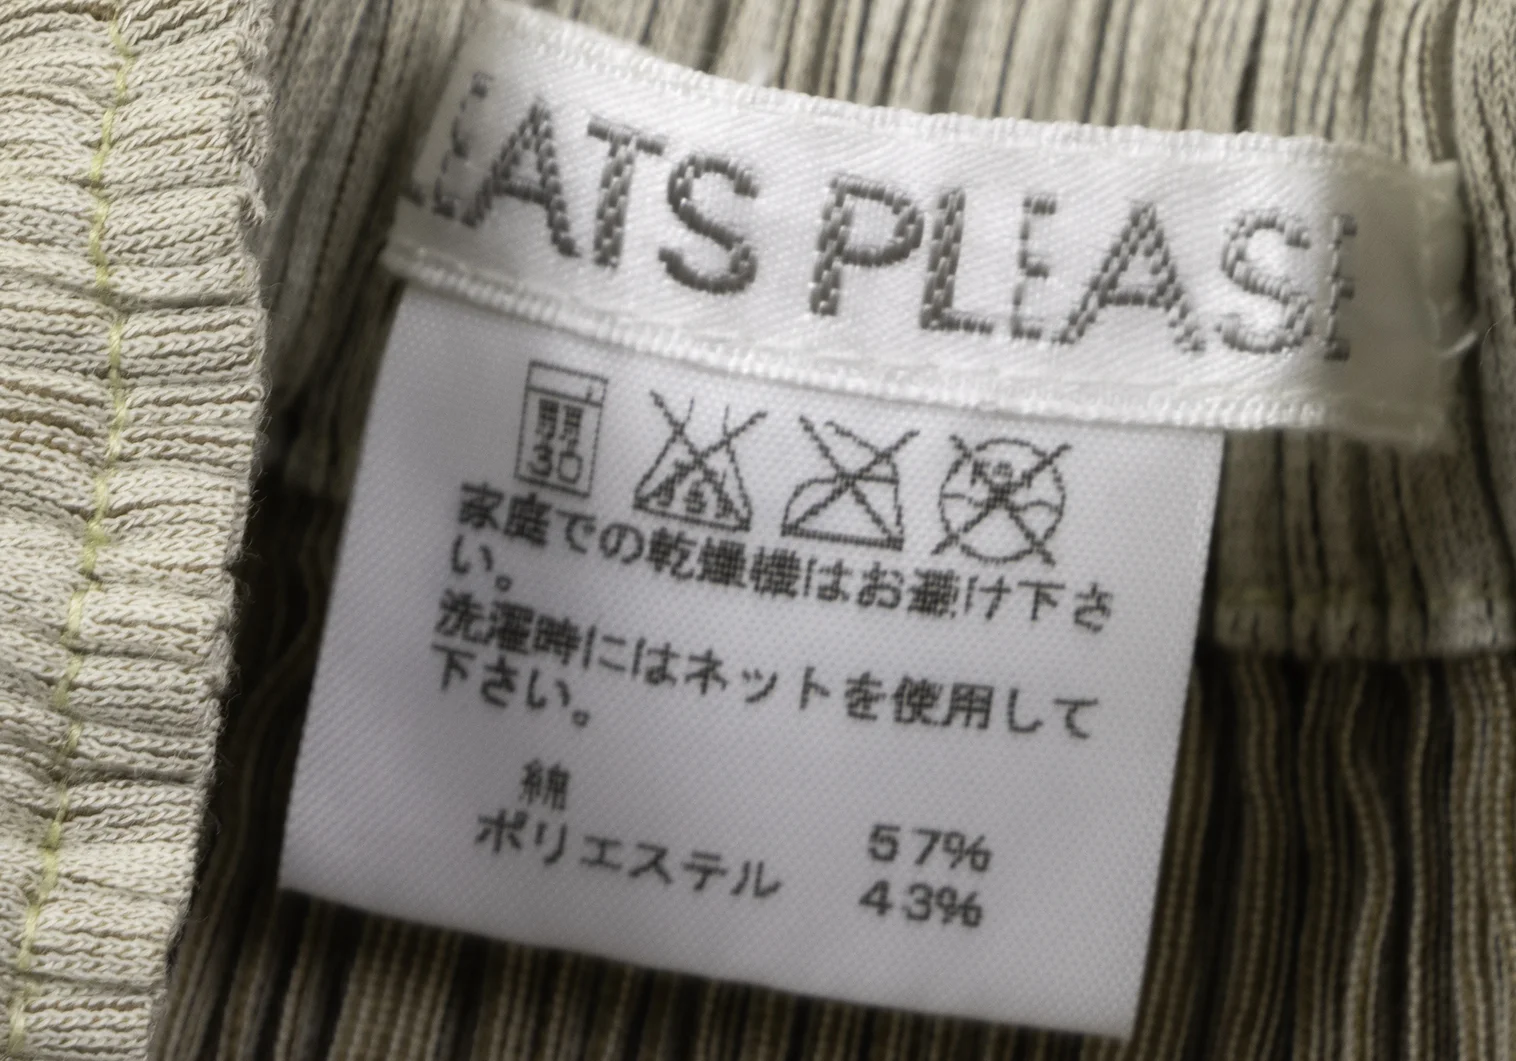 EATS PLEASE
弱
30
家庭での乾燥機はお避け下さ
い。
洗濯時にはネットを使用して
下さい。
綿 57%
ポリエステル 43%